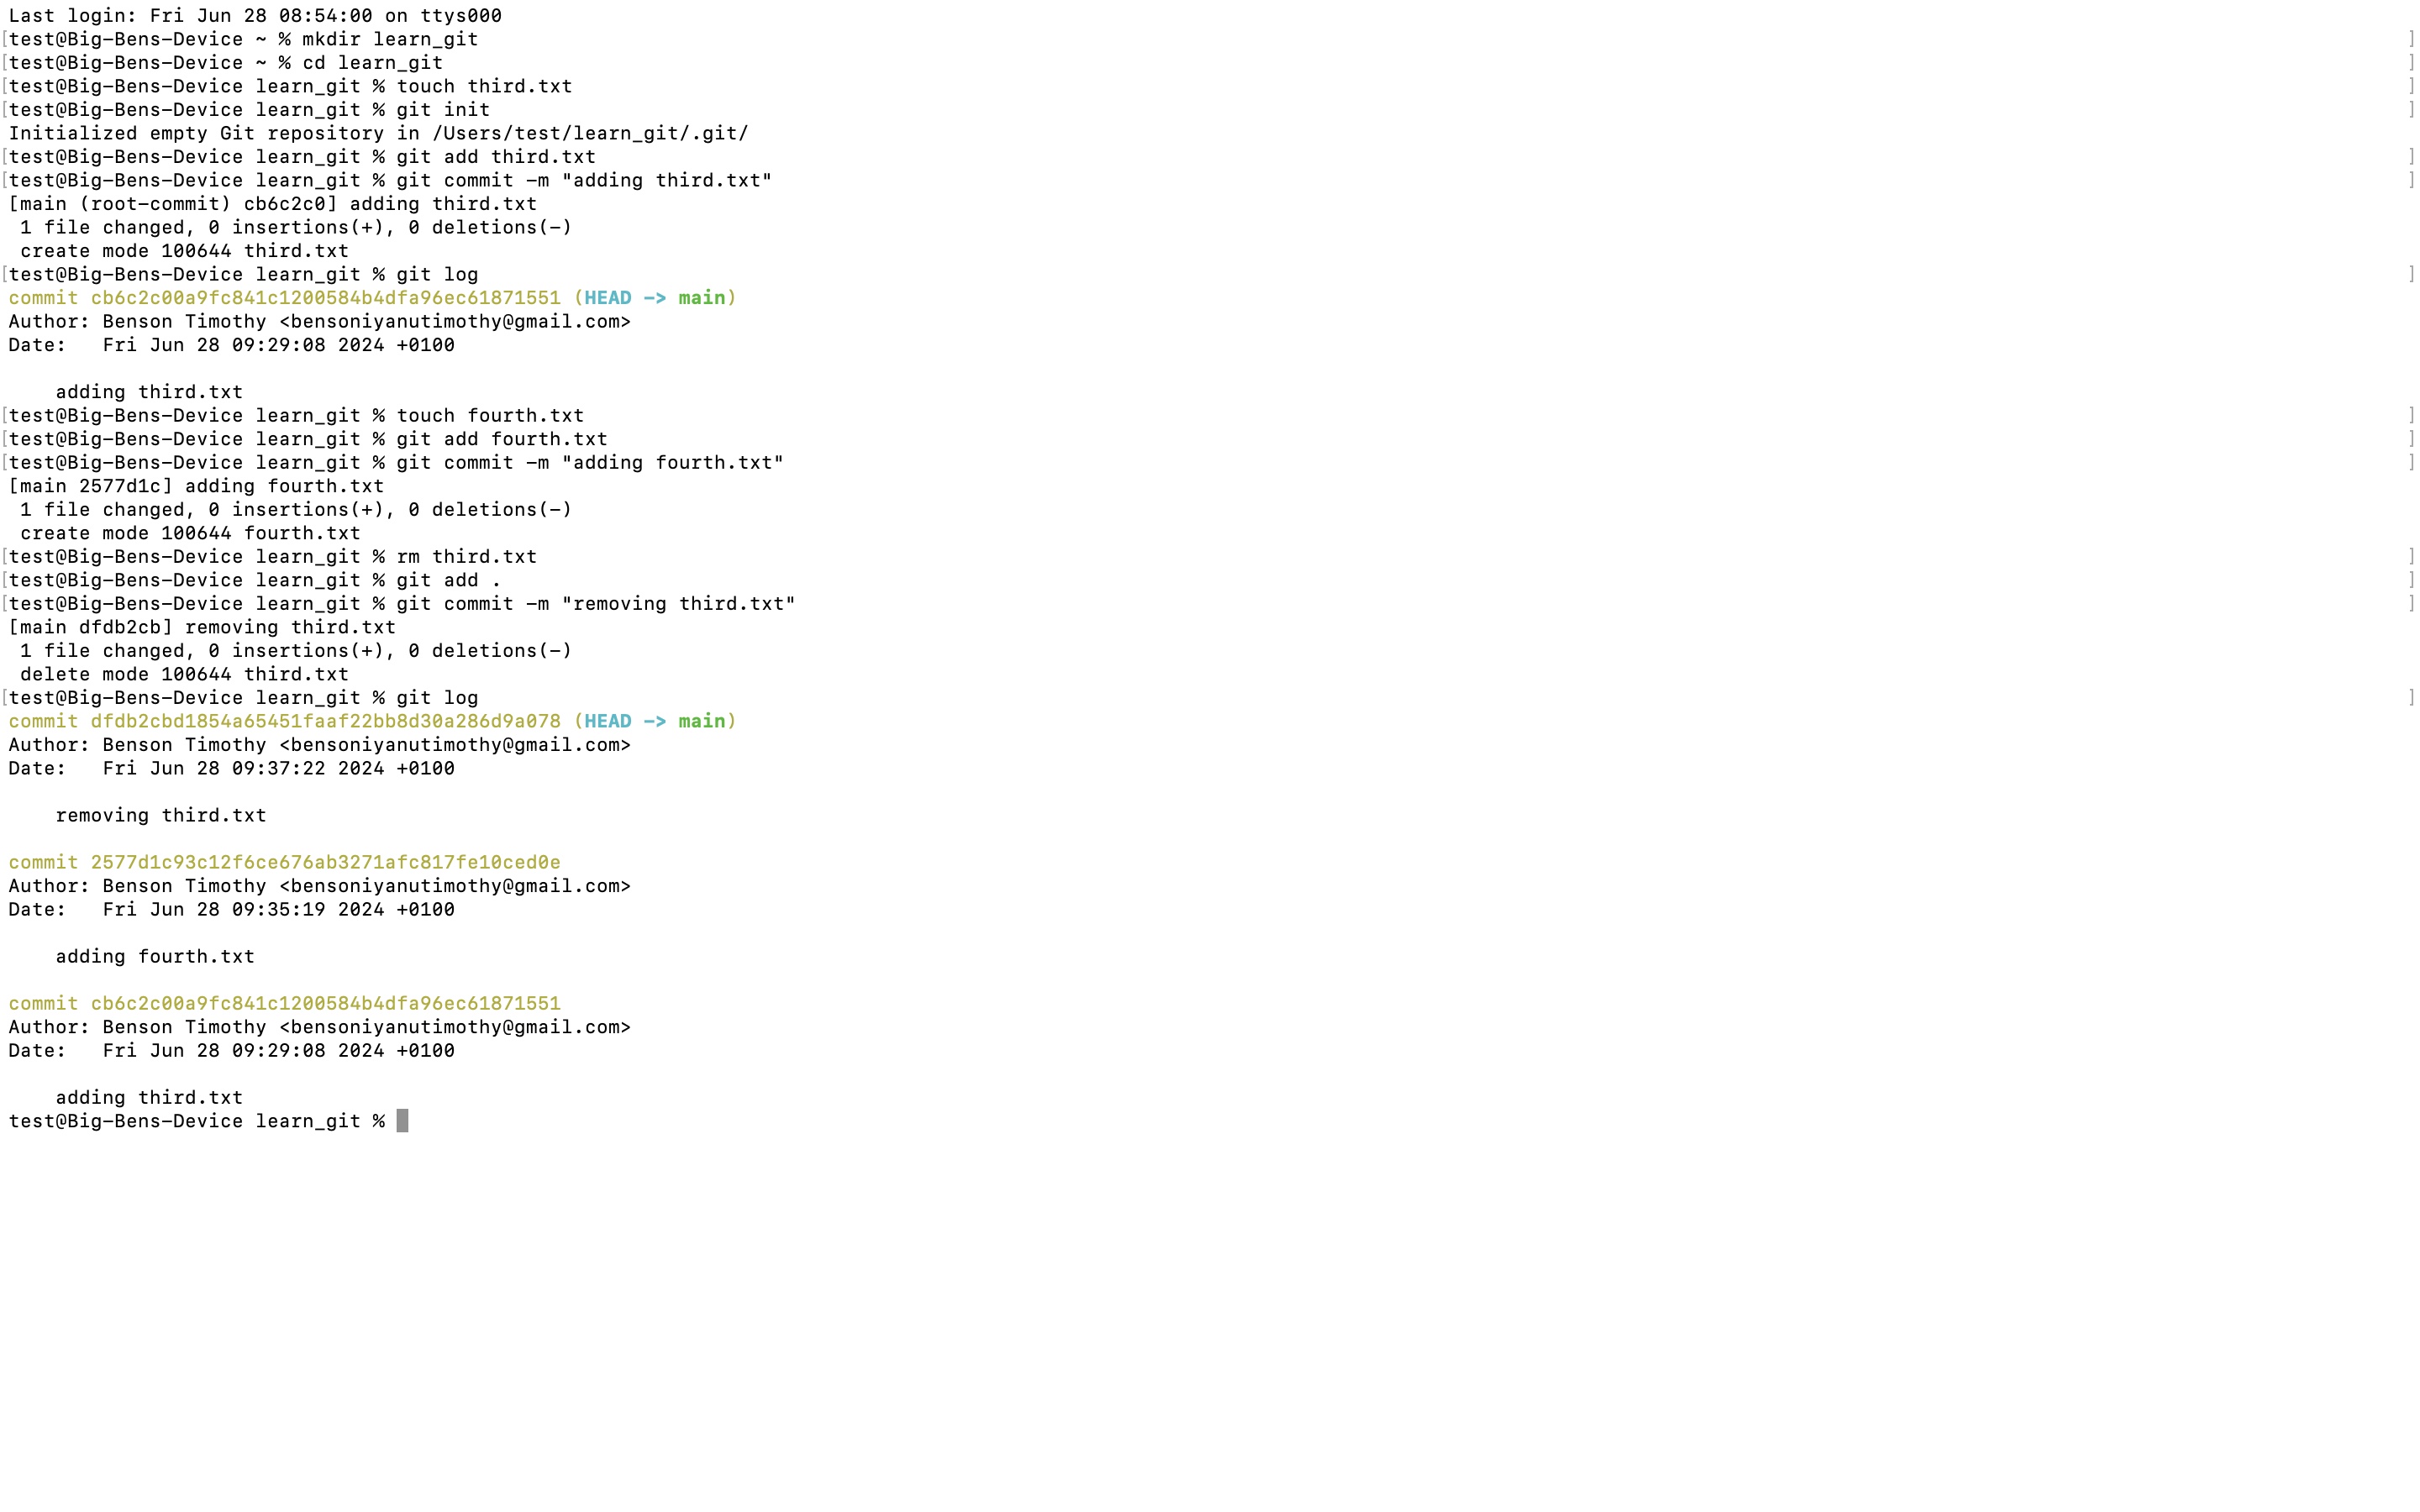 Last login: Fri Jun 28 08:54:00 on ttys000
[test@Big-Bens-Device ~ % mkdir learn_git ]
[test@Big-Bens-Device ~ % cd learn_git ]
[test@Big-Bens-Device learn_git % touch third.txt ]
[test@Big-Bens-Device learn_git % git init ]
Initialized empty Git repository in /Users/test/learn_git/.git/
[test@Big-Bens-Device learn_git % git add third.txt ]
[test@Big-Bens-Device learn_git % git commit -m "adding third.txt" ]
[main (root-commit) cb6c2c0] adding third.txt
 1 file changed, 0 insertions(+), 0 deletions(-)
 create mode 100644 third.txt
[test@Big-Bens-Device learn_git % git log ]
commit cb6c2c00a9fc841c1200584b4dfa96ec61871551 (HEAD -> main)
Author: Benson Timothy <bensoniyanutimothy@gmail.com>
Date:   Fri Jun 28 09:29:08 2024 +0100

    adding third.txt
[test@Big-Bens-Device learn_git % touch fourth.txt ]
[test@Big-Bens-Device learn_git % git add fourth.txt ]
[test@Big-Bens-Device learn_git % git commit -m "adding fourth.txt" ]
[main 2577d1c] adding fourth.txt
 1 file changed, 0 insertions(+), 0 deletions(-)
 create mode 100644 fourth.txt
[test@Big-Bens-Device learn_git % rm third.txt ]
[test@Big-Bens-Device learn_git % git add . ]
[test@Big-Bens-Device learn_git % git commit -m "removing third.txt" ]
[main dfdb2cb] removing third.txt
 1 file changed, 0 insertions(+), 0 deletions(-)
 delete mode 100644 third.txt
[test@Big-Bens-Device learn_git % git log ]
commit dfdb2cbd1854a65451faaf22bb8d30a286d9a078 (HEAD -> main)
Author: Benson Timothy <bensoniyanutimothy@gmail.com>
Date:   Fri Jun 28 09:37:22 2024 +0100

    removing third.txt

commit 2577d1c93c12f6ce676ab3271afc817fe10ced0e
Author: Benson Timothy <bensoniyanutimothy@gmail.com>
Date:   Fri Jun 28 09:35:19 2024 +0100

    adding fourth.txt

commit cb6c2c00a9fc841c1200584b4dfa96ec61871551
Author: Benson Timothy <bensoniyanutimothy@gmail.com>
Date:   Fri Jun 28 09:29:08 2024 +0100

    adding third.txt
test@Big-Bens-Device learn_git %